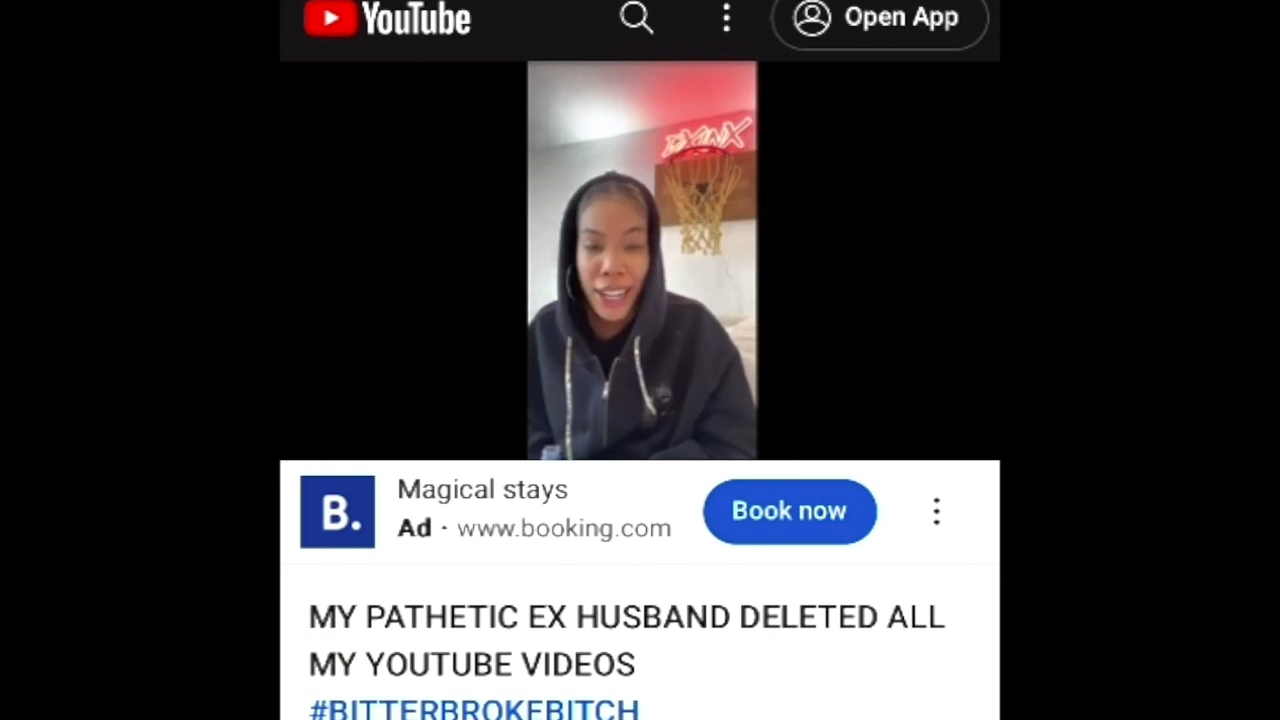 YouTube
Open App
B.
Magical stays
Book now
Ad · www.booking.com
MY PATHETIC EX HUSBAND DELETED ALL
MY YOUTUBE VIDEOS
#BITTERBROKEBITCH